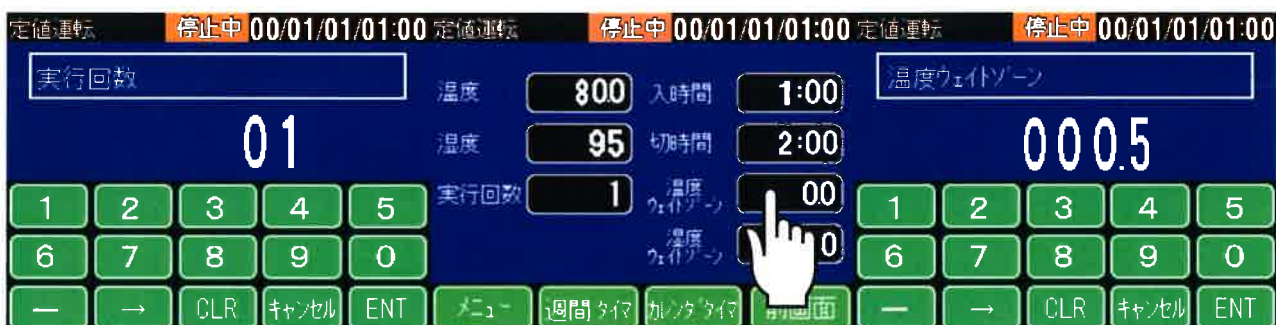 定値運転 停止中 00/01/01/01:00
実行回数
01
1 2 3 4 5
6 7 8 9 0
― → CLR キャンセル ENT
定値運転 停止中 00/01/01/01:00
温度 80.0 入時間 1:00
湿度 95 切時間 2:00
実行回数 1 温度ウェイトゾーン 0.0
湿度ウェイトゾーン 0
メニュー 週間タイマ カレンダタイマ 前画面
定値運転 停止中 00/01/01/01:00
温度ウェイトゾーン
000.5
1 2 3 4 5
6 7 8 9 0
― → CLR キャンセル ENT